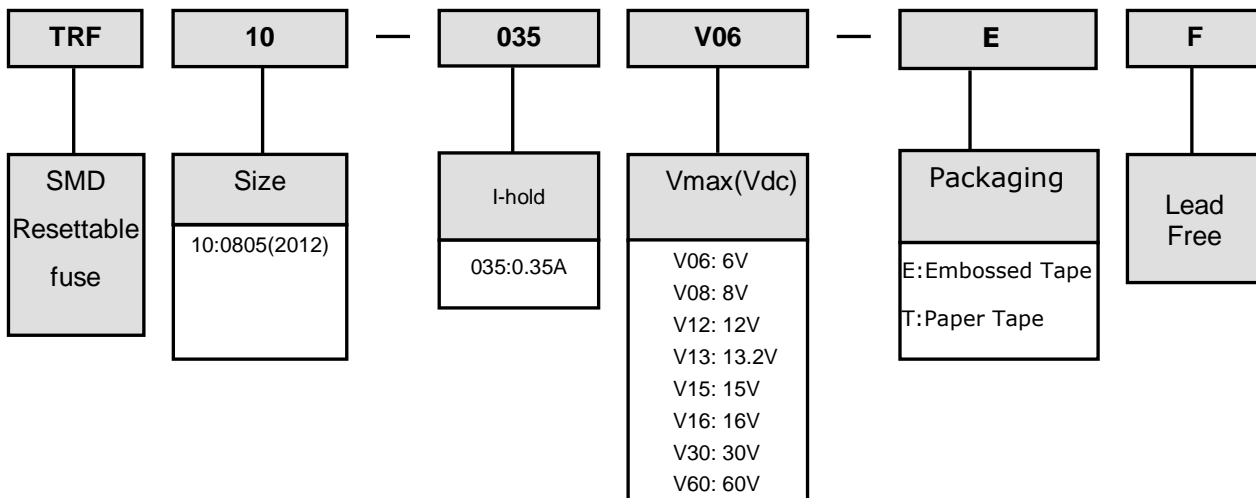 TRF 10 — 035 V06 — E F
SMD
Resettable
fuse
Size
10:0805(2012)
I-hold
035:0.35A
Vmax(Vdc)
V06: 6V
V08: 8V
V12: 12V
V13: 13.2V
V15: 15V
V16: 16V
V30: 30V
V60: 60V
Packaging
E:Embossed Tape
T:Paper Tape
Lead
Free